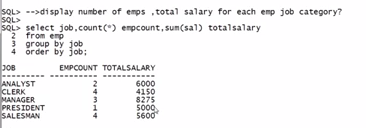 SQL> -->display number of emps ,total salary for each emp job category?
SQL>
SQL> select job,count(*) empcount,sum(sal) totalsalary
2 from emp
3 group by job
4 order by job;
JOB EMPCOUNT TOTALSALARY
--------- ---------- -----------
ANALYST 2 6000
CLERK 4 4150
MANAGER 3 8275
PRESIDENT 1 5000
SALESMAN 4 5600